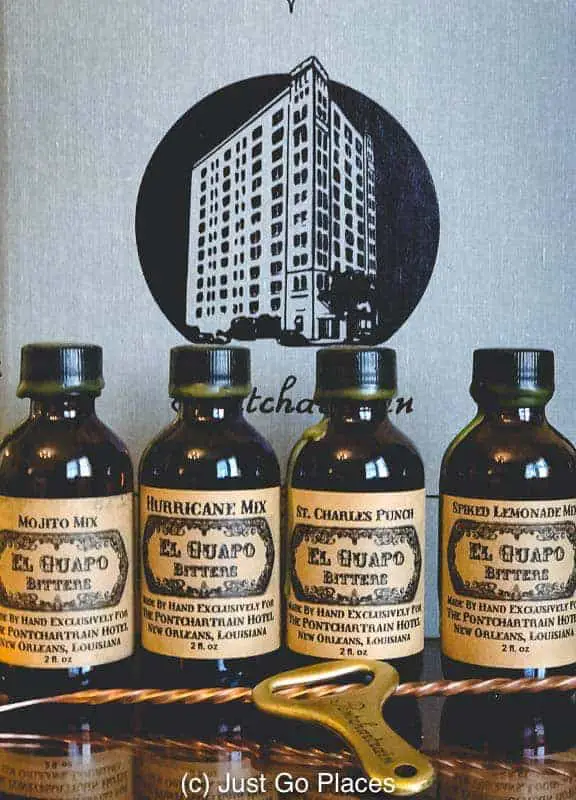 Mojito Mix
El Guapo
Bitters
Made By Hand Exclusively For
The Pontchartrain Hotel
New Orleans, Louisiana
2 fl. oz
Hurricane Mix
El Guapo
Bitters
Made By Hand Exclusively For
The Pontchartrain Hotel
New Orleans, Louisiana
2 fl. oz
St. Charles Punch
El Guapo
Bitters
Made By Hand Exclusively For
The Pontchartrain Hotel
New Orleans, Louisiana
2 fl. oz
Spiked Lemonade Mix
El Guapo
Bitters
Made By Hand Exclusively For
The Pontchartrain Hotel
New Orleans, Louisiana
2 fl. oz
Pontchartrain
(c) Just Go Places